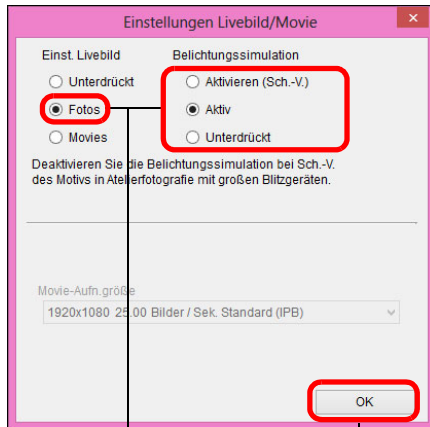 Einstellungen Livebild/Movie
Einst. Livebild Belichtungssimulation
Unterdrückt Aktivieren (Sch.-V.)
Fotos Aktiv
Movies Unterdrückt
Deaktivieren Sie die Belichtungssimulation bei Sch.-V.
des Motivs in Atelierfotografie mit großen Blitzgeräten.
Movie-Aufn.größe
1920x1080 25.00 Bilder / Sek. Standard (IPB)
OK